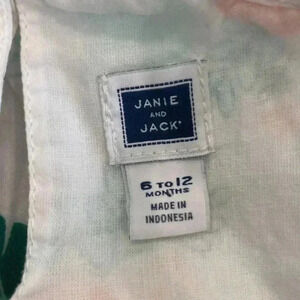 JANIE
AND
JACK®
6 TO 12
MONTHS
MADE IN
INDONESIA